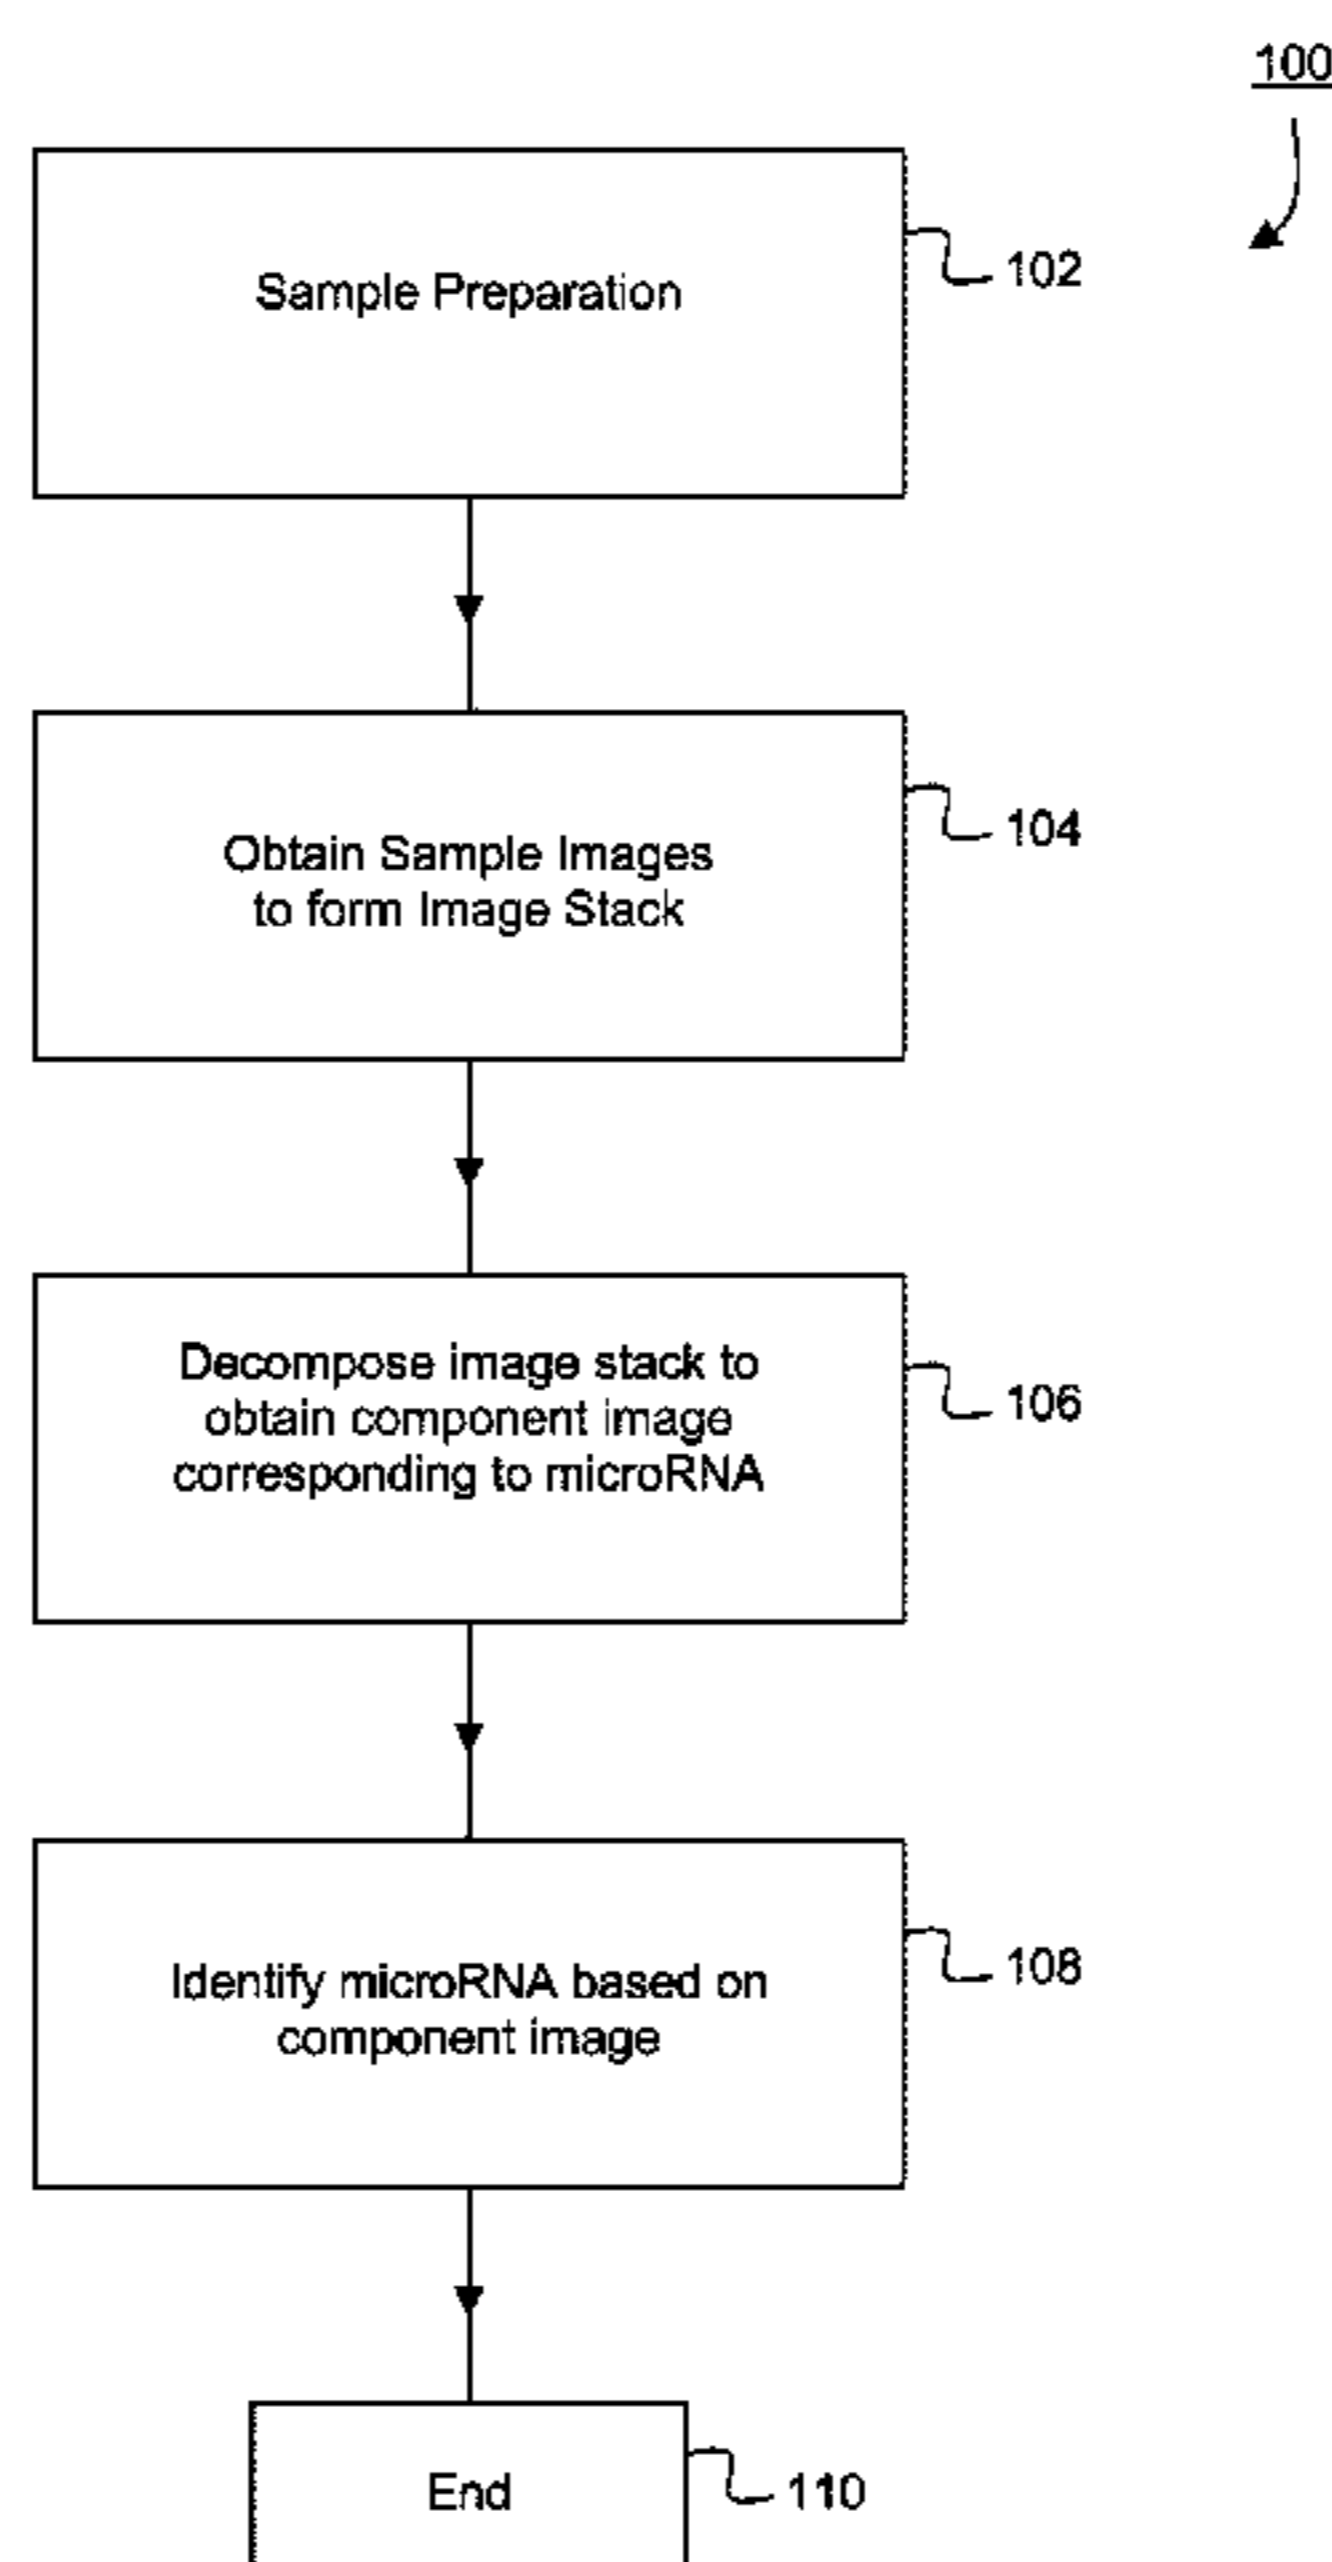 100
Sample Preparation
102
Obtain Sample Images
to form Image Stack
104
Decompose image stack to
obtain component image
corresponding to microRNA
106
Identify microRNA based on
component image
108
End
110